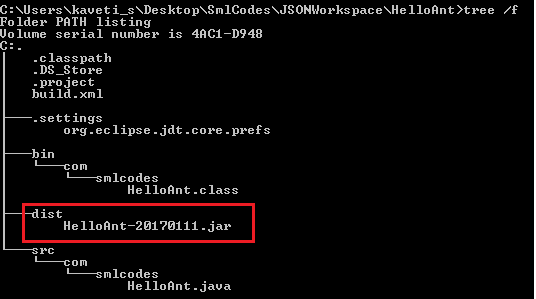 C:\Users\kaveti_s\Desktop\SmlCodes\JSONWorkspace\HelloAnt>tree /f
Folder PATH listing
Volume serial number is 4AC1-D948
C:.
│   .classpath
│   .DS_Store
│   .project
│   build.xml
│
├───.settings
│       org.eclipse.jdt.core.prefs
│
├───bin
│   └───com
│       └───smlcodes
│               HelloAnt.class
│
├───dist
│       HelloAnt-20170111.jar
│
└───src
    └───com
        └───smlcodes
                HelloAnt.java